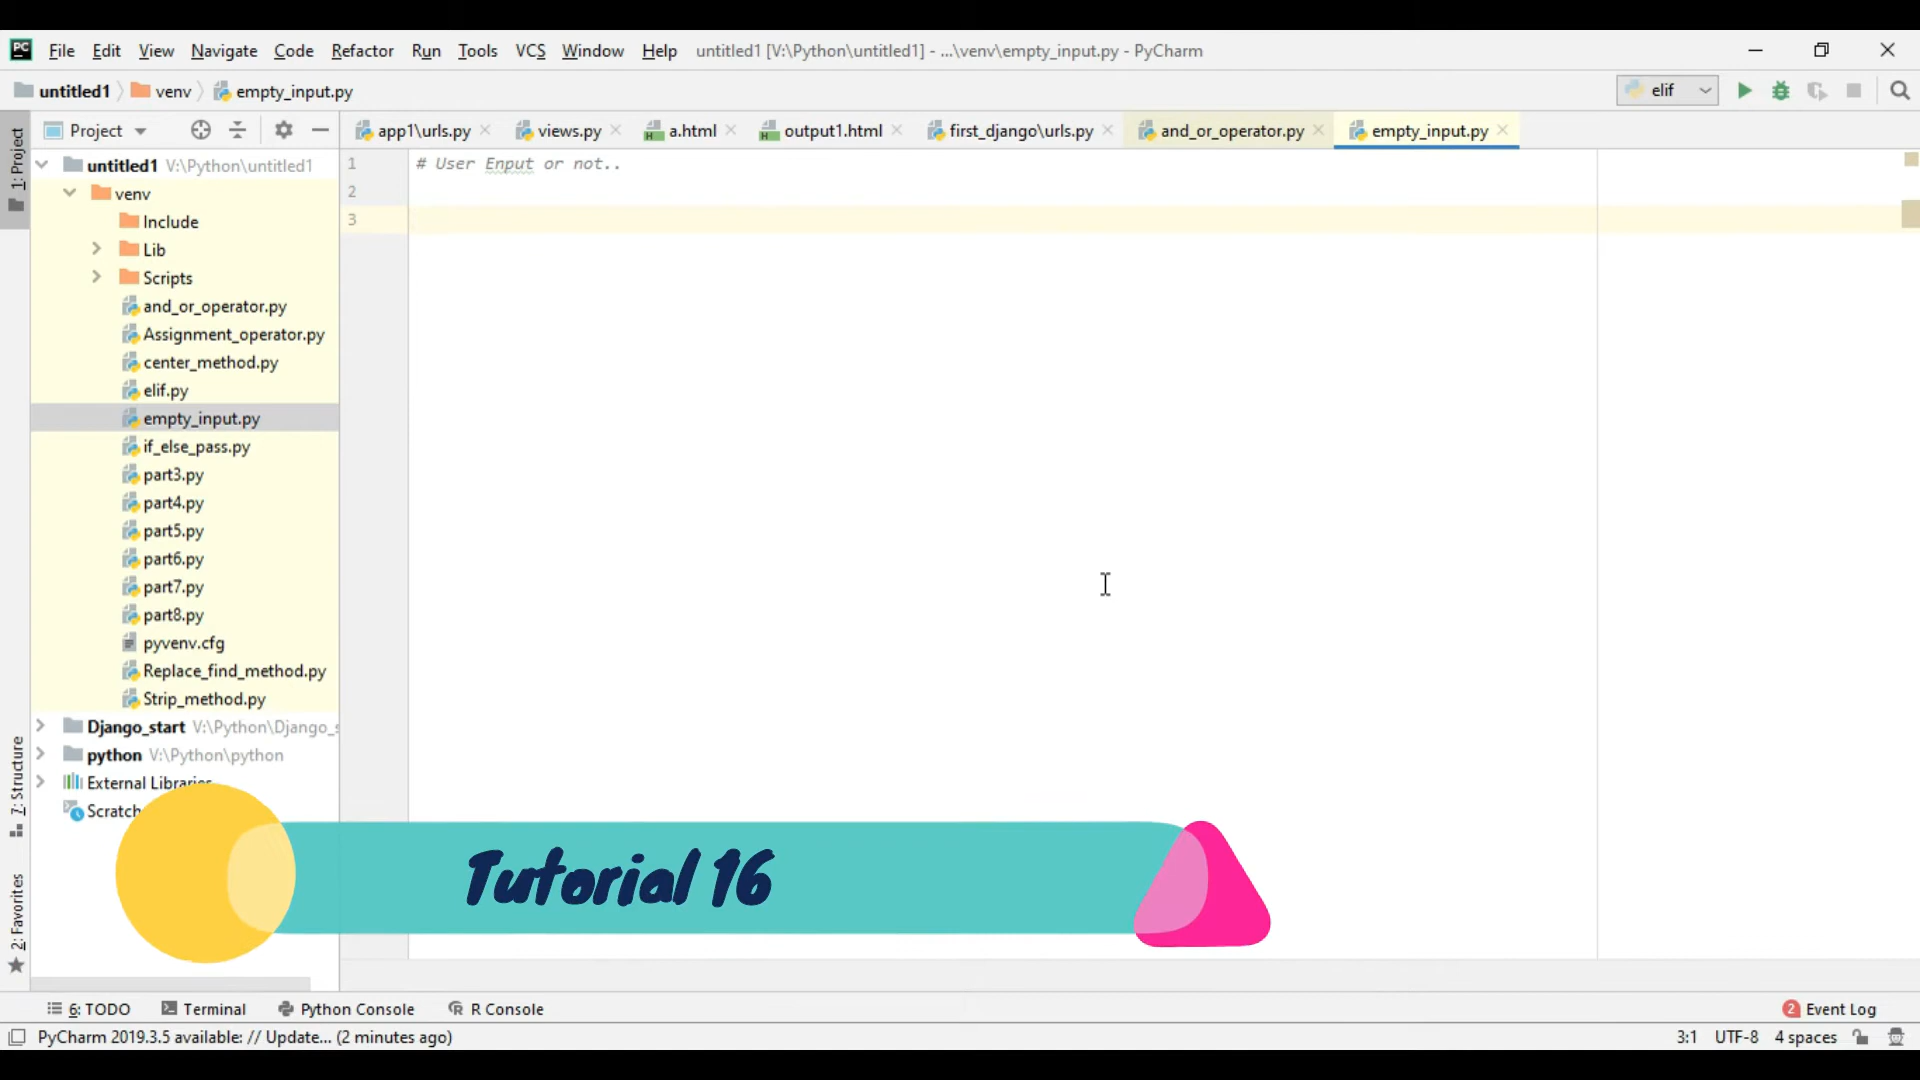 PC File Edit View Navigate Code Refactor Run Tools VCS Window Help untitled1 [V:\Python\untitled1] - ...\venv\empty_input.py - PyCharm
untitled1 venv empty_input.py elif
Project app1\urls.py views.py a.html output1.html first_django\urls.py and_or_operator.py empty_input.py
1: Project
untitled1 V:\Python\untitled1
venv
Include
Lib
Scripts
and_or_operator.py
Assignment_operator.py
center_method.py
elif.py
empty_input.py
if_else_pass.py
part3.py
part4.py
part5.py
part6.py
part7.py
part8.py
pyvenv.cfg
Replace_find_method.py
Strip_method.py
Django_start V:\Python\Django_s
python V:\Python\python
External Libraries
Scratch
7: Structure
2: Favorites
1 # User Enput or not..
2
3
Tutorial 16
6: TODO Terminal Python Console R Console 2 Event Log
PyCharm 2019.3.5 available: // Update... (2 minutes ago) 3:1 UTF-8 4 spaces